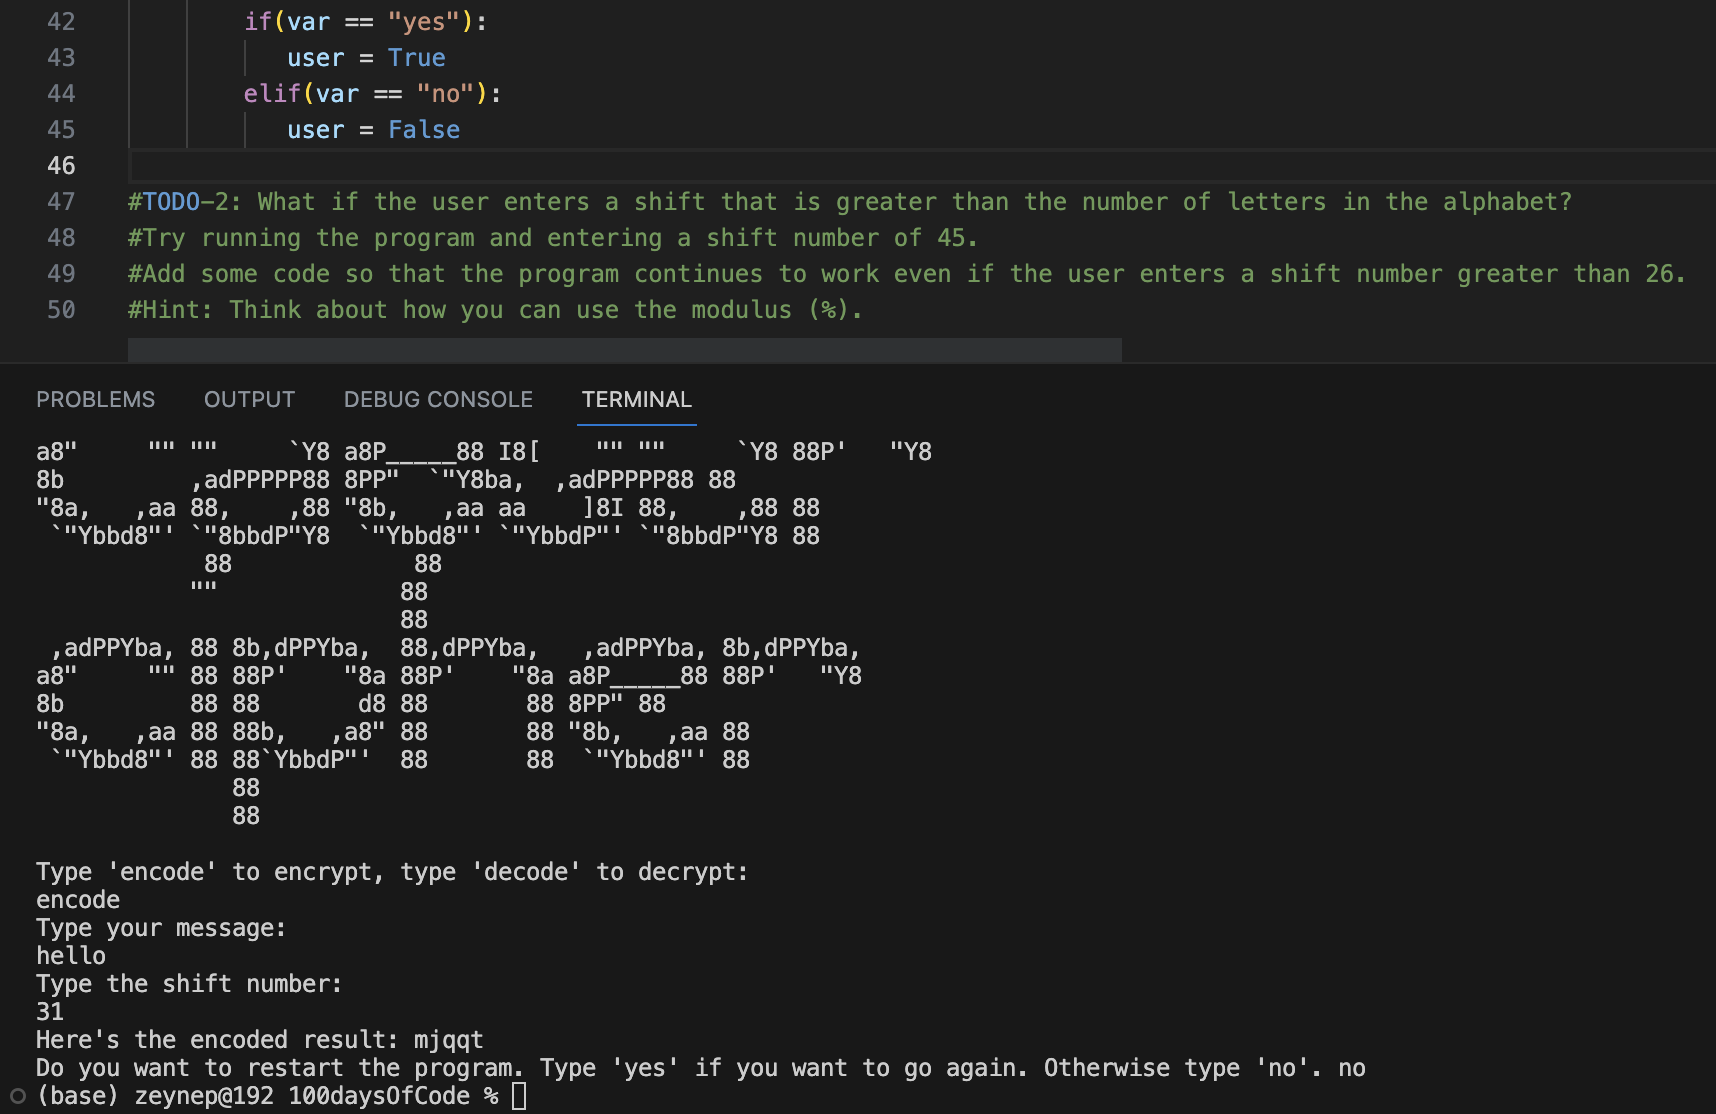 42 if(var == "yes"):
43 user = True
44 elif(var == "no"):
45 user = False
46
47 #TODO-2: What if the user enters a shift that is greater than the number of letters in the alphabet?
48 #Try running the program and entering a shift number of 45.
49 #Add some code so that the program continues to work even if the user enters a shift number greater than 26.
50 #Hint: Think about how you can use the modulus (%).
PROBLEMS OUTPUT DEBUG CONSOLE TERMINAL
a8"     "" ""     `Y8 a8P_____88 I8[    "" ""     `Y8 88P'   "Y8
8b         ,adPPPPP88 8PP"  `"Y8ba,  ,adPPPPP88 88
"8a,   ,aa 88,    ,88 "8b,   ,aa aa    ]8I 88,    ,88 88
 `"Ybbd8"' `"8bbdP"Y8  `"Ybbd8"' `"YbbdP"' `"8bbdP"Y8 88
            88             88
           ""             88
                          88
 ,adPPYba, 88 8b,dPPYba,  88,dPPYba,   ,adPPYba, 8b,dPPYba,
a8"     "" 88 88P'    "8a 88P'    "8a a8P_____88 88P'   "Y8
8b         88 88       d8 88       88 8PP" 88
"8a,   ,aa 88 88b,   ,a8" 88       88 "8b,   ,aa 88
 `"Ybbd8"' 88 88`YbbdP"'  88       88  `"Ybbd8"' 88
              88
              88
Type 'encode' to encrypt, type 'decode' to decrypt:
encode
Type your message:
hello
Type the shift number:
31
Here's the encoded result: mjqqt
Do you want to restart the program. Type 'yes' if you want to go again. Otherwise type 'no'. no
(base) zeynep@192 100daysOfCode %